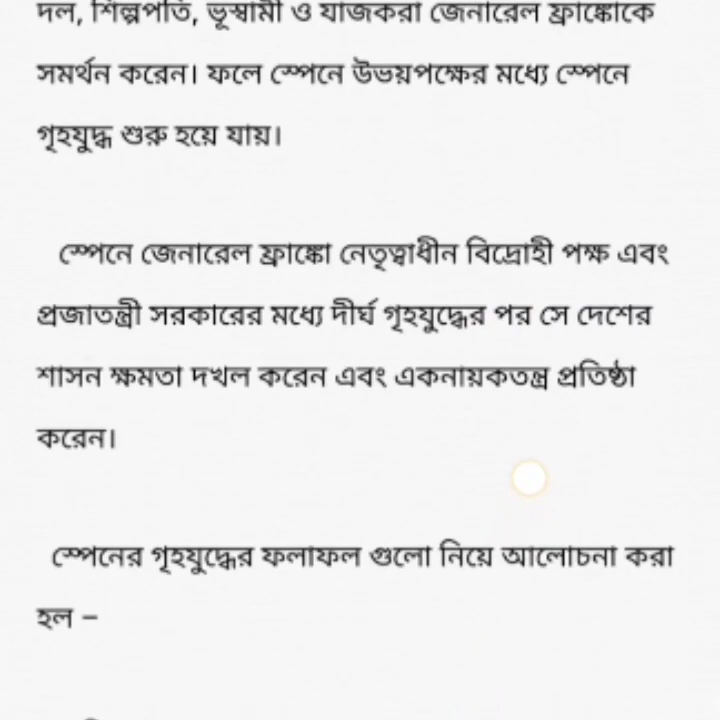 দল, শিল্পপতি, ভূস্বামী ও যাজকরা জেনারেল ফ্রাঙ্কোকে
সমর্থন করেন। ফলে স্পেনে উভয়পক্ষের মধ্যে স্পেনে
গৃহযুদ্ধ শুরু হয়ে যায়।
স্পেনে জেনারেল ফ্রাঙ্কো নেতৃত্বাধীন বিদ্রোহী পক্ষ এবং
প্রজাতন্ত্রী সরকারের মধ্যে দীর্ঘ গৃহযুদ্ধের পর সে দেশের
শাসন ক্ষমতা দখল করেন এবং একনায়কতন্ত্র প্রতিষ্ঠা
করেন।
স্পেনের গৃহযুদ্ধের ফলাফল গুলো নিয়ে আলোচনা করা
হল –